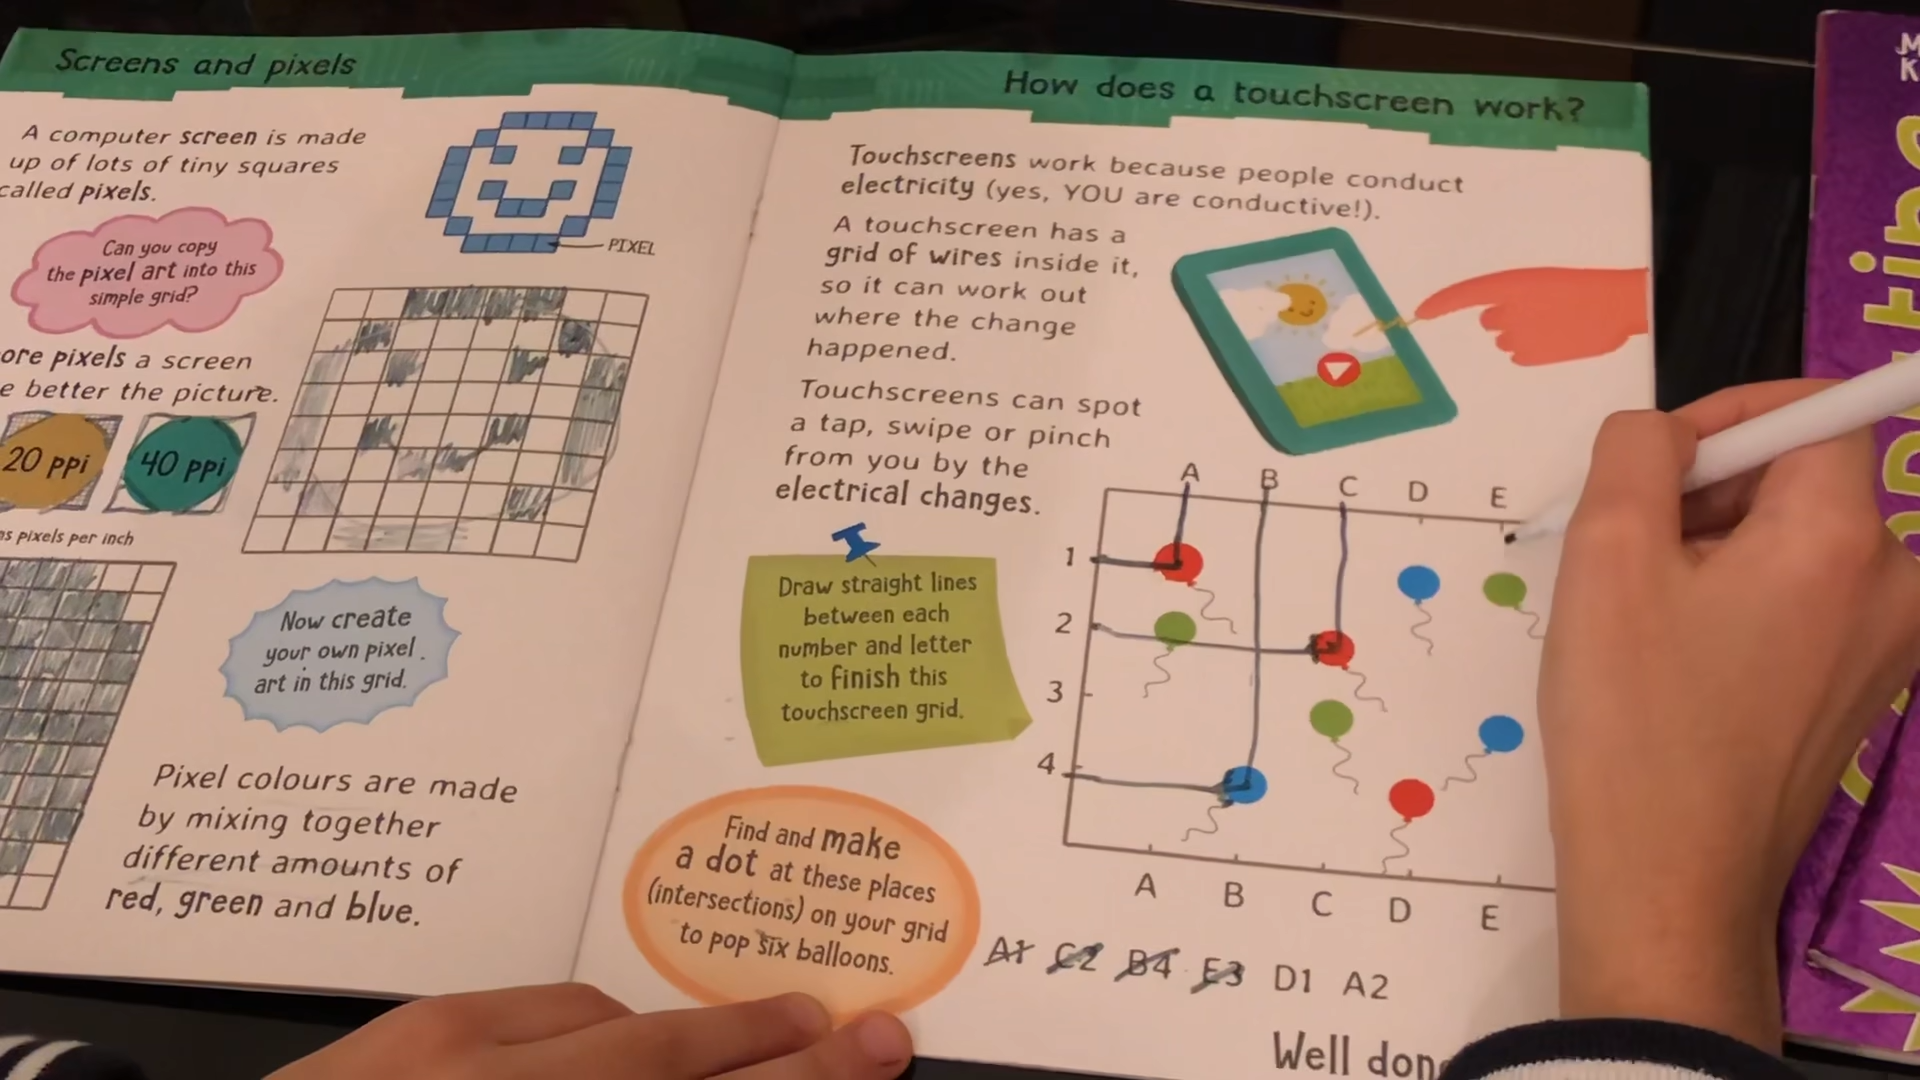 Screens and pixels
A computer screen is made
up of lots of tiny squares
called pixels.
PIXEL
Can you copy
the pixel art into this
simple grid?
ore pixels a screen
e better the picture.
20 ppi
40 ppi
ns pixels per inch
Now create
your own pixel
art in this grid.
Pixel colours are made
by mixing together
different amounts of
red, green and blue.
How does a touchscreen work?
Touchscreens work because people conduct
electricity (yes, YOU are conductive!).
A touchscreen has a
grid of wires inside it,
so it can work out
where the change
happened.
Touchscreens can spot
a tap, swipe or pinch
from you by the
electrical changes.
Draw straight lines
between each
number and letter
to finish this
touchscreen grid.
A B C D E
1
2
3
4
A B C D E
Find and make
a dot at these places
(intersections) on your grid
to pop six balloons.
A1 C2 B4 E3 D1 A2
Well don